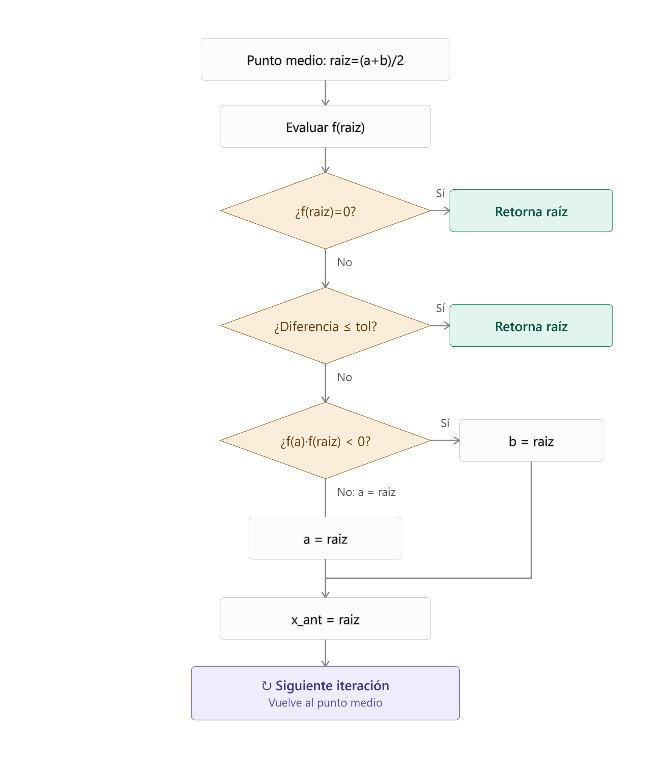 Punto medio: raiz=(a+b)/2
Evaluar f(raiz)
¿f(raiz)=0?
Sí
Retorna raíz
No
¿Diferencia ≤ tol?
Sí
Retorna raíz
No
¿f(a)·f(raiz) < 0?
Sí
b = raiz
No: a = raiz
a = raiz
x_ant = raiz
↻ Siguiente iteración
Vuelve al punto medio